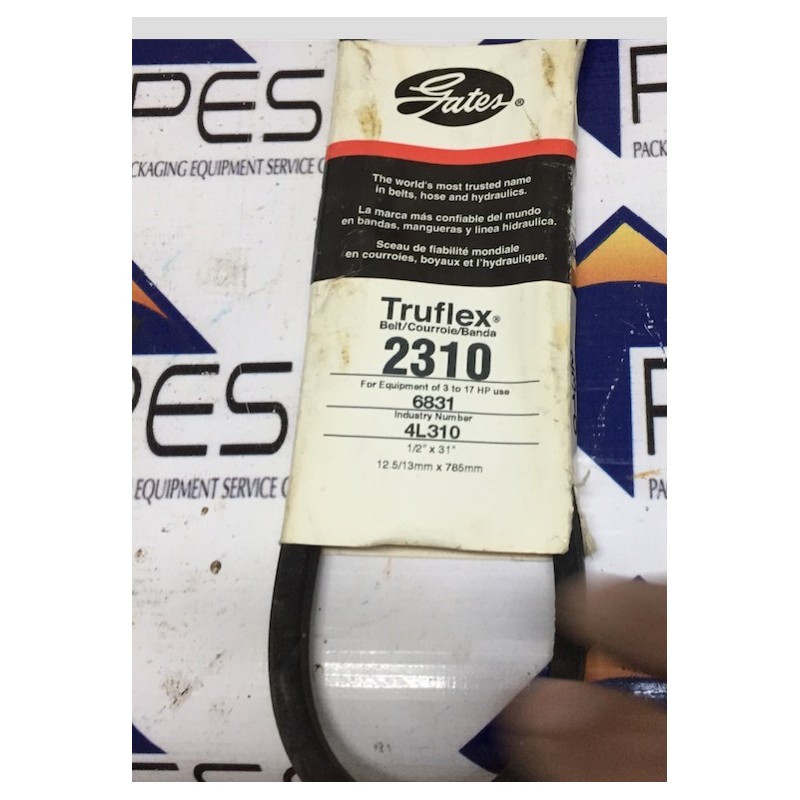 Gates®
The world's most trusted name
in belts, hose and hydraulics.
La marca más confiable del mundo
en bandas, mangueras y linea hidraulica.
Sceau de fiabilité mondiale
en courroies, boyaux et l'hydraulique.
Truflex®
Belt/Courroie/Banda
2310
For Equipment of 3 to 17 HP use
6831
Industry Number
4L310
1/2" x 31"
12.5/13mm x 785mm
PES
KAGING EQUIPMENT SERVICE C
P
PACK
PES
EQUIPMENT SERVICE C
P
PA
PES